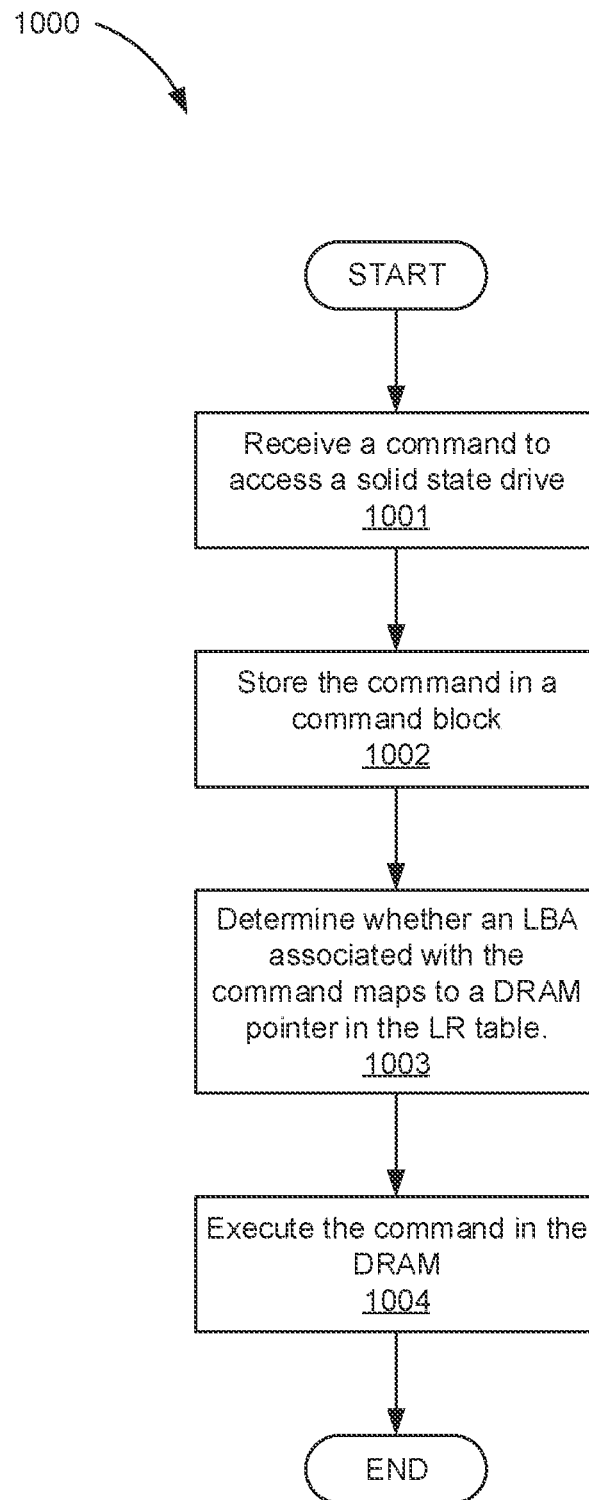 1000
START
Receive a command to
access a solid state drive
1001
Store the command in a
command block
1002
Determine whether an LBA
associated with the
command maps to a DRAM
pointer in the LR table.
1003
Execute the command in the
DRAM
1004
END